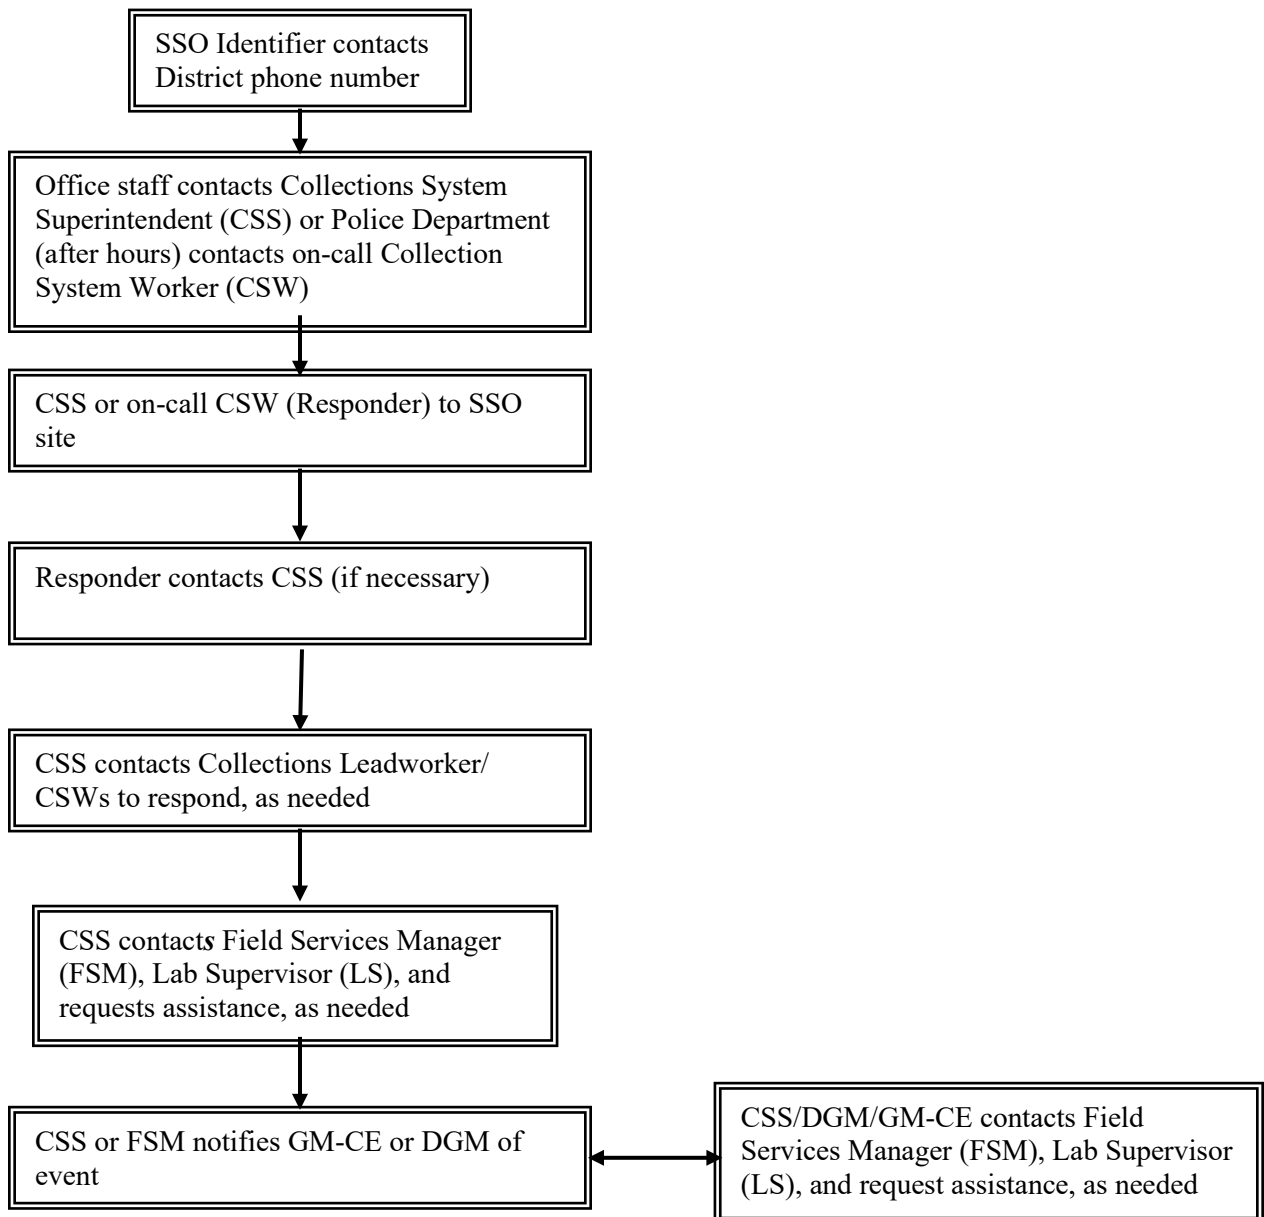 SSO Identifier contacts
District phone number
Office staff contacts Collections System
Superintendent (CSS) or Police Department
(after hours) contacts on-call Collection
System Worker (CSW)
CSS or on-call CSW (Responder) to SSO
site
Responder contacts CSS (if necessary)
CSS contacts Collections Leadworker/
CSWs to respond, as needed
CSS contacts Field Services Manager
(FSM), Lab Supervisor (LS), and
requests assistance, as needed
CSS or FSM notifies GM-CE or DGM of
event
CSS/DGM/GM-CE contacts Field
Services Manager (FSM), Lab Supervisor
(LS), and request assistance, as needed